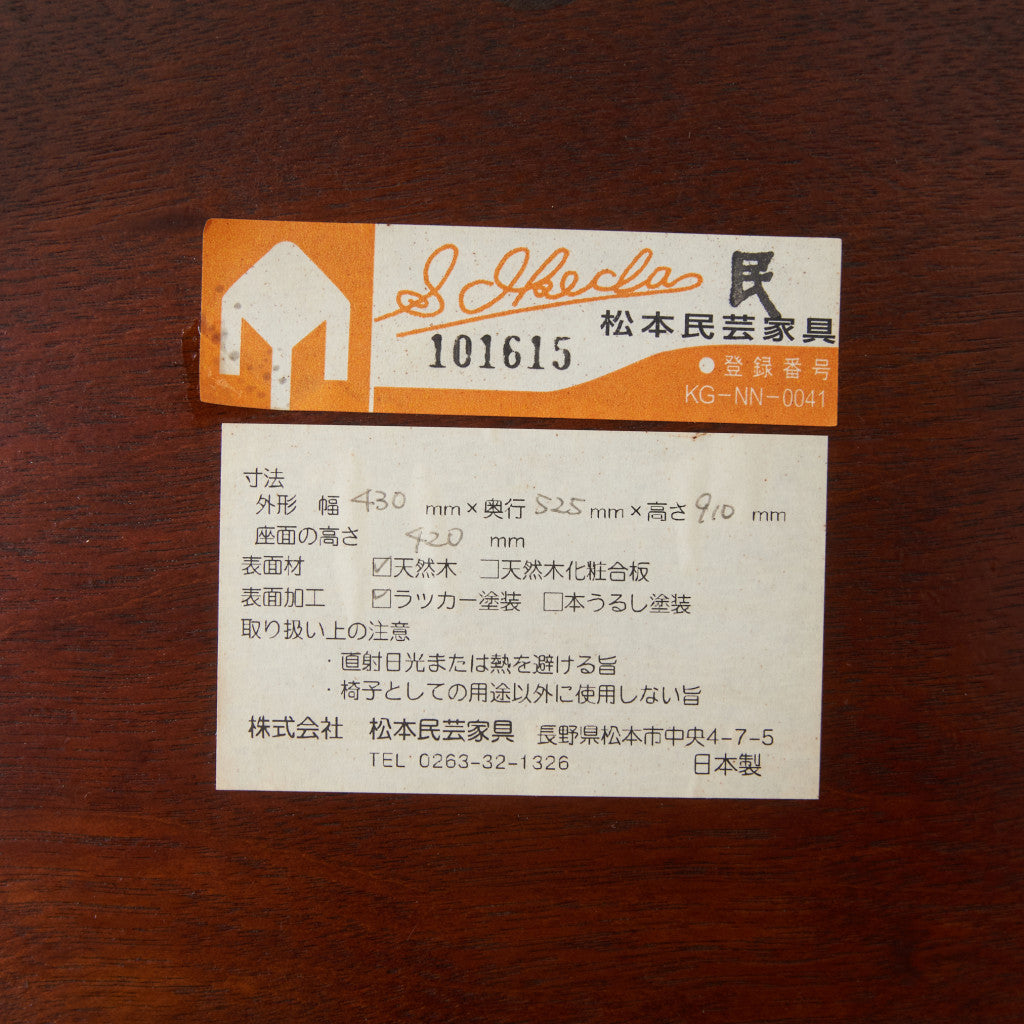 S. Ikeda
民
松本民芸家具
101615
●登録番号
KG-NN-0041
寸法
外形 幅 430 mm×奥行 525 mm×高さ 910 mm
座面の高さ 420 mm
表面材 ☑天然木 □天然木化粧合板
表面加工 ☑ラツカー塗装 □本うるし塗装
取り扱い上の注意
・直射日光または熱を避ける旨
・椅子としての用途以外に使用しない旨
株式会社 松本民芸家具 長野県松本市中央4-7-5
TEL 0263-32-1326 日本製